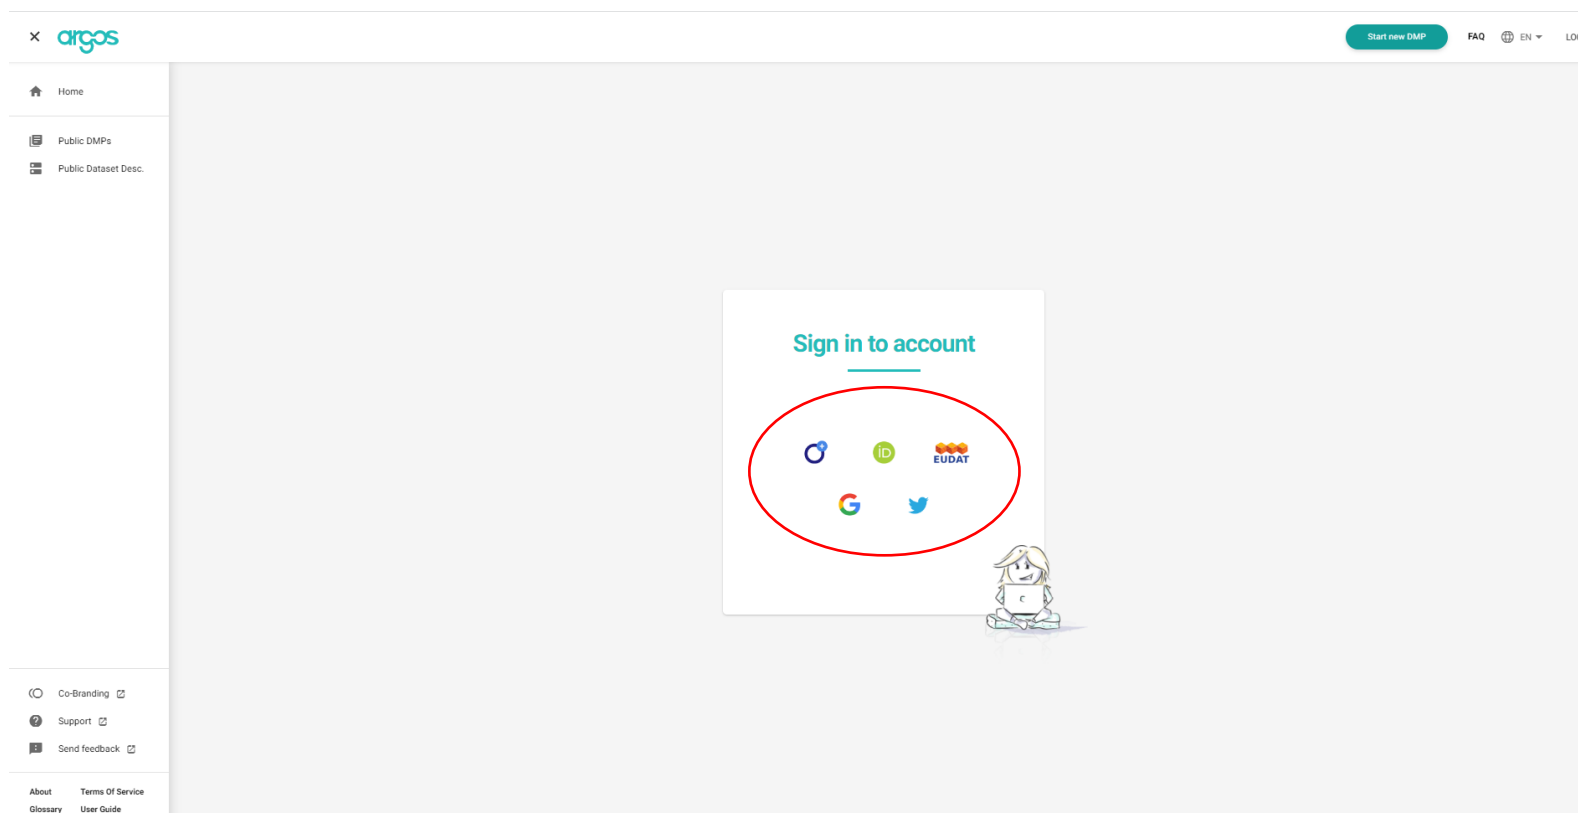 argos
Start new DMP
FAQ
EN
Home
Public DMPs
Public Dataset Desc.
Sign in to account
iD
EUDAT
G
Co-Branding
Support
Send feedback
About Terms Of Service
Glossary User Guide